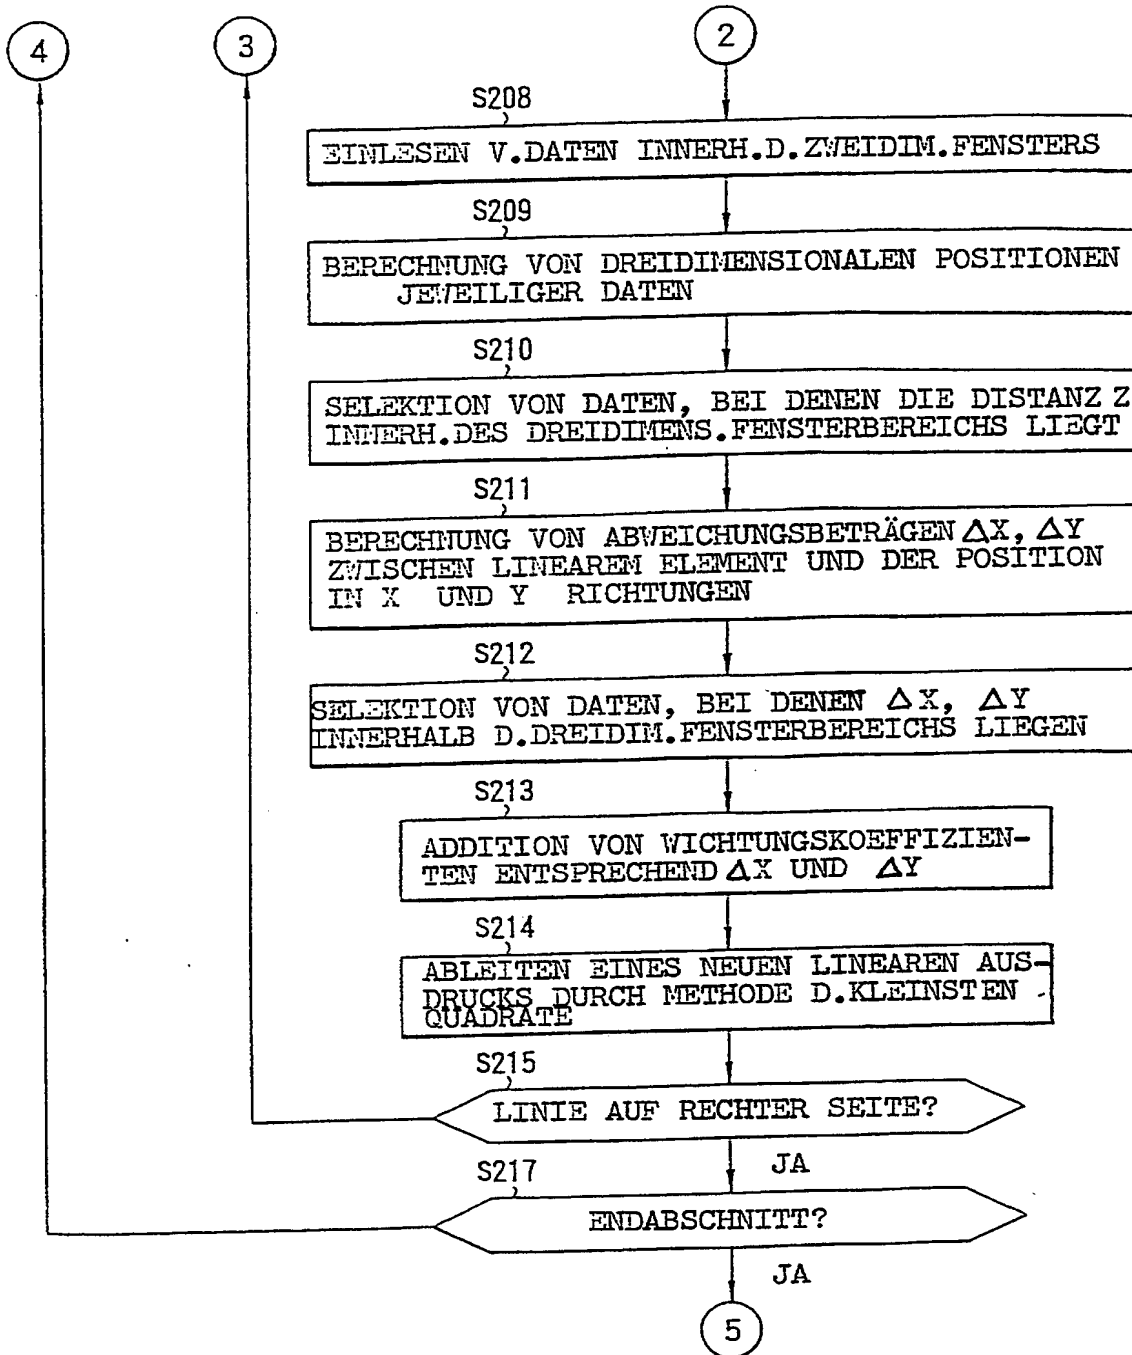 4
3
2
S208
EINLESEN V.DATEN INNERH.D.ZWEIDIM.FENSTERS
S209
BERECHNUNG VON DREIDIMENSIONALEN POSITIONEN
JEWEILIGER DATEN
S210
SELEKTION VON DATEN, BEI DENEN DIE DISTANZ Z
INNERH.DES DREIDIMENS.FENSTERBEREICHS LIEGT
S211
BERECHNUNG VON ABWEICHUNGSBETRÄGEN ΔX, ΔY
ZWISCHEN LINEAREM ELEMENT UND DER POSITION
IN X UND Y RICHTUNGEN
S212
SELEKTION VON DATEN, BEI DENEN ΔX, ΔY
INNERHALB D.DREIDIM.FENSTERBEREICHS LIEGEN
S213
ADDITION VON WICHTUNGSKOEFFIZIEN-
TEN ENTSPRECHEND ΔX UND ΔY
S214
ABLEITEN EINES NEUEN LINEAREN AUS-
DRUCKS DURCH METHODE D.KLEINSTEN
QUADRATE
S215
LINIE AUF RECHTER SEITE?
JA
S217
ENDABSCHNITT?
JA
5